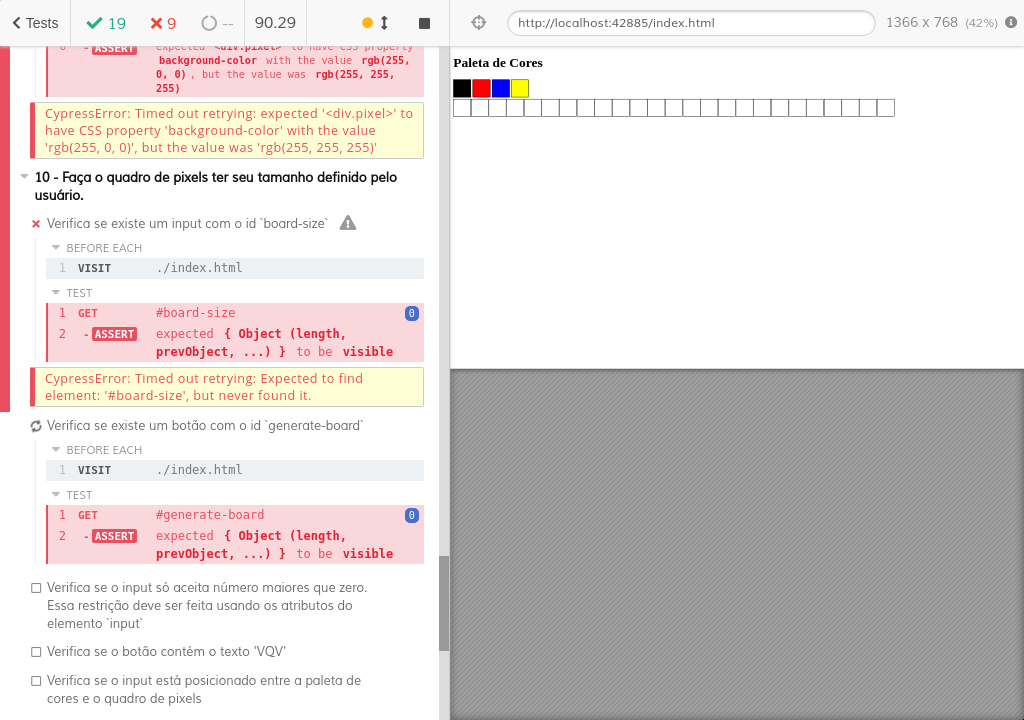 Tests
19
9
--
90.29
http://localhost:42885/index.html
1366 x 768 (42%)
6 -ASSERT expected <div.pixel> to have CSS property
background-color with the value rgb(255,
0, 0), but the value was rgb(255, 255,
255)
CypressError: Timed out retrying: expected '<div.pixel>' to
have CSS property 'background-color' with the value
'rgb(255, 0, 0)', but the value was 'rgb(255, 255, 255)'
10 - Faça o quadro de pixels ter seu tamanho definido pelo
usuário.
Verifica se existe um input com o id `board-size`
BEFORE EACH
1 VISIT ./index.html
TEST
1 GET #board-size 0
2 -ASSERT expected { Object (length,
prevObject, ...) } to be visible
CypressError: Timed out retrying: Expected to find
element: '#board-size', but never found it.
Verifica se existe um botão com o id `generate-board`
BEFORE EACH
1 VISIT ./index.html
TEST
1 GET #generate-board 0
2 -ASSERT expected { Object (length,
prevObject, ...) } to be visible
Verifica se o input só aceita número maiores que zero.
Essa restrição deve ser feita usando os atributos do
elemento `input`
Verifica se o botão contém o texto 'VQV'
Verifica se o input está posicionado entre a paleta de
cores e o quadro de pixels
Paleta de Cores